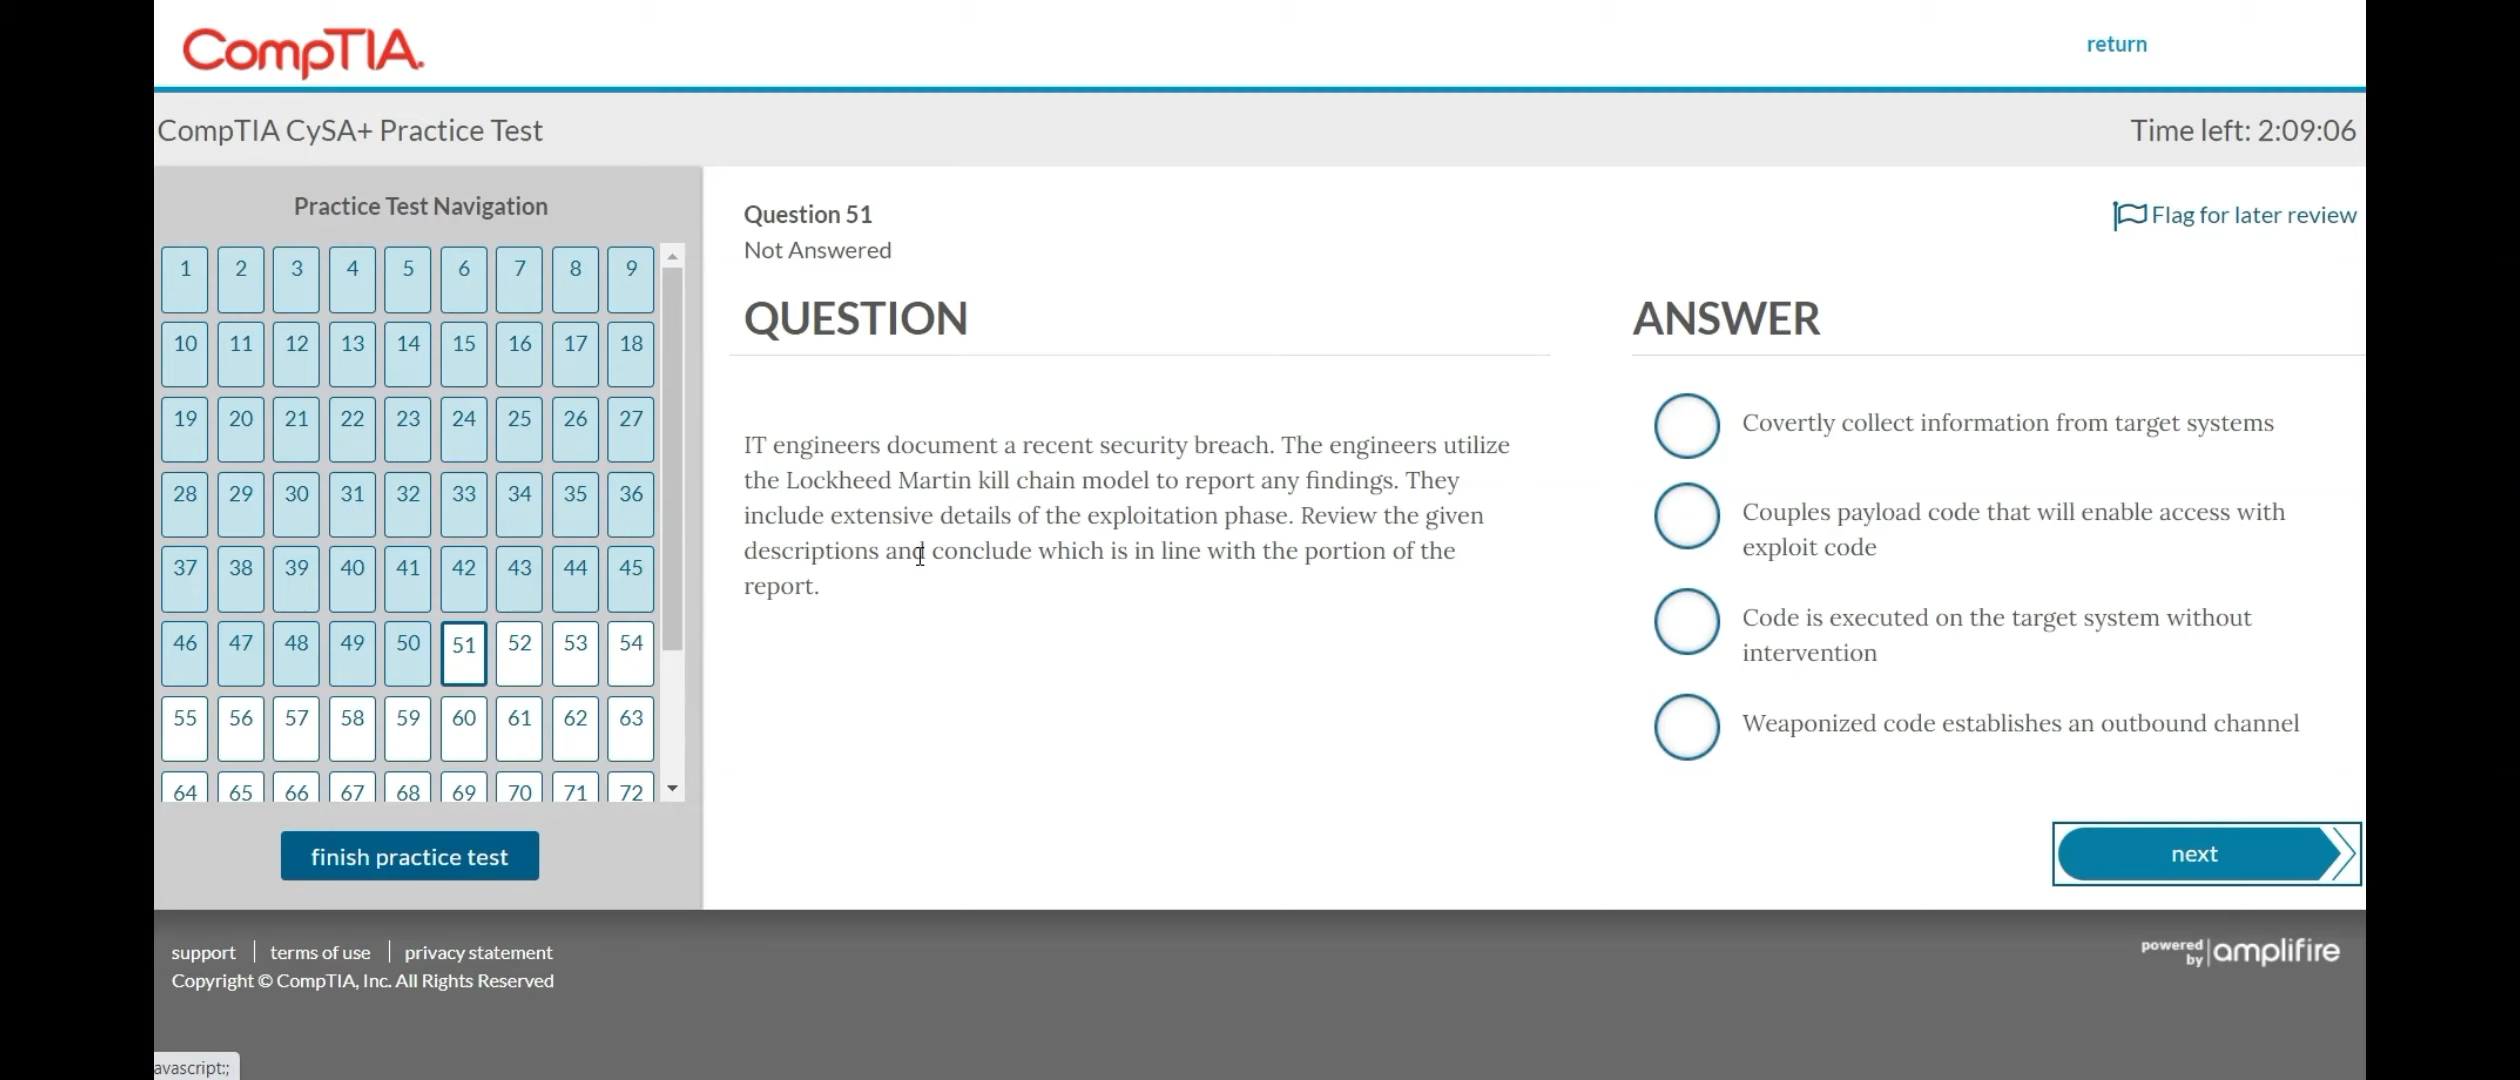 CompTIA.
return
CompTIA CySA+ Practice Test
Time left: 2:09:06
Practice Test Navigation
1 2 3 4 5 6 7 8 9
10 11 12 13 14 15 16 17 18
19 20 21 22 23 24 25 26 27
28 29 30 31 32 33 34 35 36
37 38 39 40 41 42 43 44 45
46 47 48 49 50 51 52 53 54
55 56 57 58 59 60 61 62 63
64 65 66 67 68 69 70 71 72
finish practice test
Question 51
Not Answered
Flag for later review
QUESTION
IT engineers document a recent security breach. The engineers utilize
the Lockheed Martin kill chain model to report any findings. They
include extensive details of the exploitation phase. Review the given
descriptions and conclude which is in line with the portion of the
report.
ANSWER
Covertly collect information from target systems
Couples payload code that will enable access with
exploit code
Code is executed on the target system without
intervention
Weaponized code establishes an outbound channel
next
support terms of use privacy statement
Copyright © CompTIA, Inc. All Rights Reserved
powered
by amplifire
avascript:;